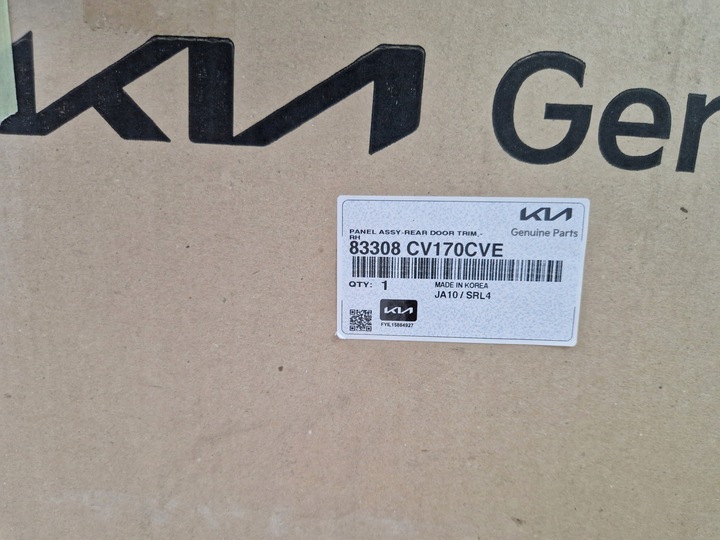 KIA Gen
KIA
Genuine Parts
PANEL ASSY-REAR DOOR TRIM,-
RH
83308 CV170CVE
QTY: 1
MADE IN KOREA
JA10 / SRL4
KIA
FYIL15884927